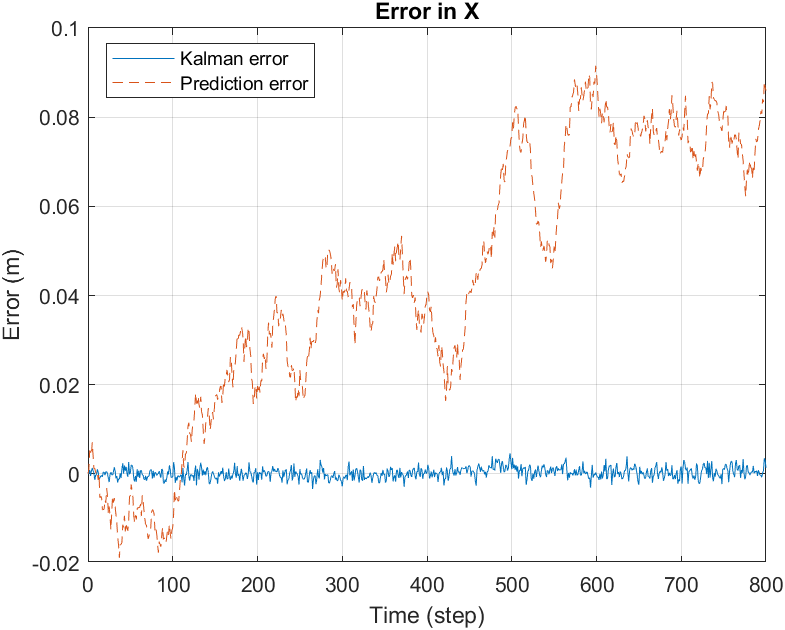 Error in X
Kalman error
Prediction error
0.1
0.08
0.06
0.04
0.02
0
-0.02
Error (m)
0 100 200 300 400 500 600 700 800
Time (step)